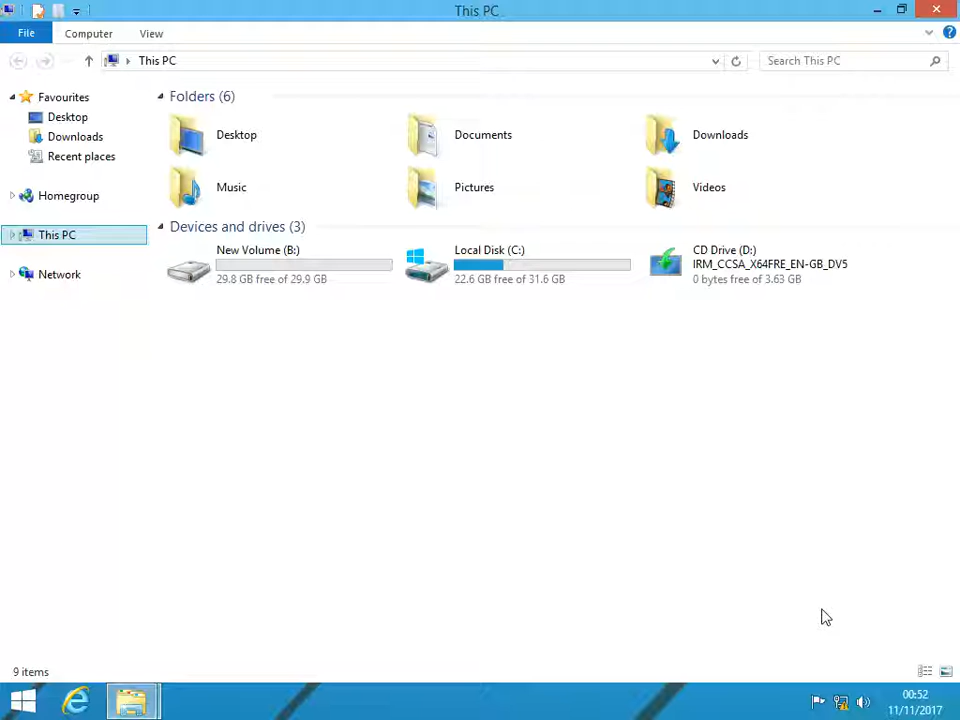 This PC
File Computer View
This PC Search This PC
Favourites
Desktop
Downloads
Recent places
Homegroup
This PC
Network
Folders (6)
Desktop Documents Downloads
Music Pictures Videos
Devices and drives (3)
New Volume (B:)
29.8 GB free of 29.9 GB
Local Disk (C:)
22.6 GB free of 31.6 GB
CD Drive (D:)
IRM_CCSA_X64FRE_EN-GB_DV5
0 bytes free of 3.63 GB
9 items
00:52
11/11/2017